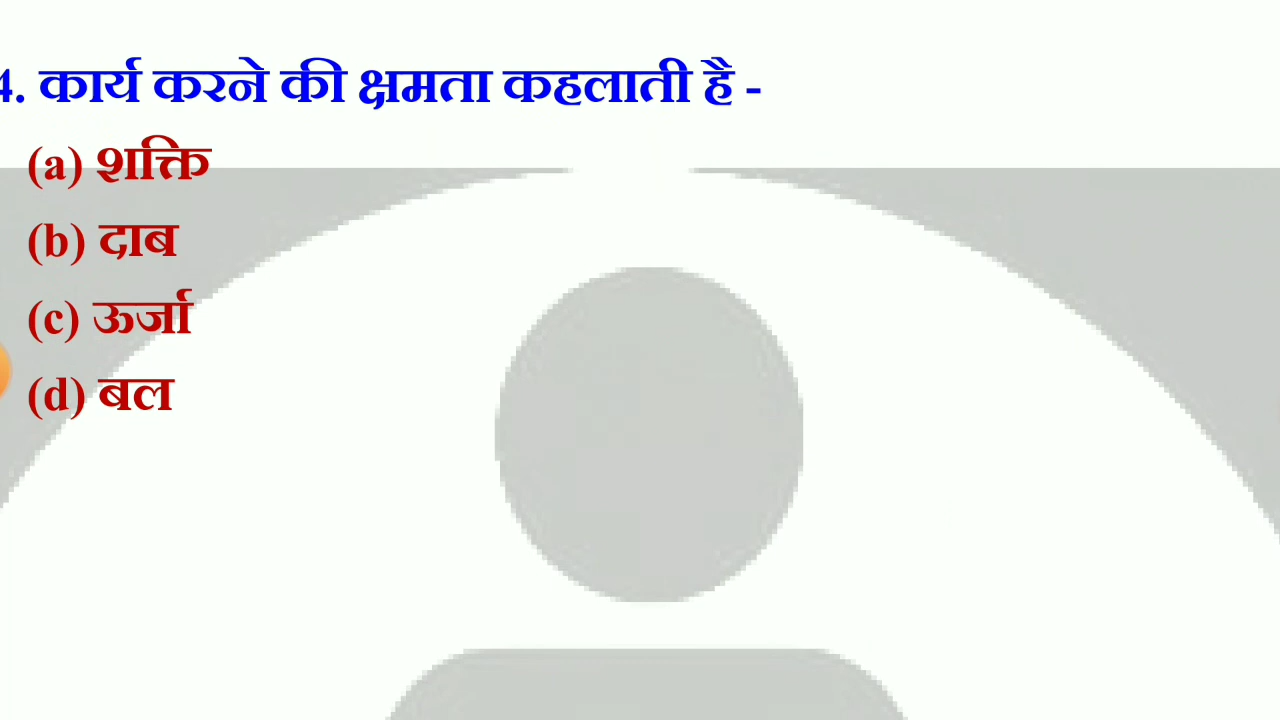 4. कार्य करने की क्षमता कहलाती है -
(a) शक्ति
(b) दाब
(c) ऊर्जा
(d) बल